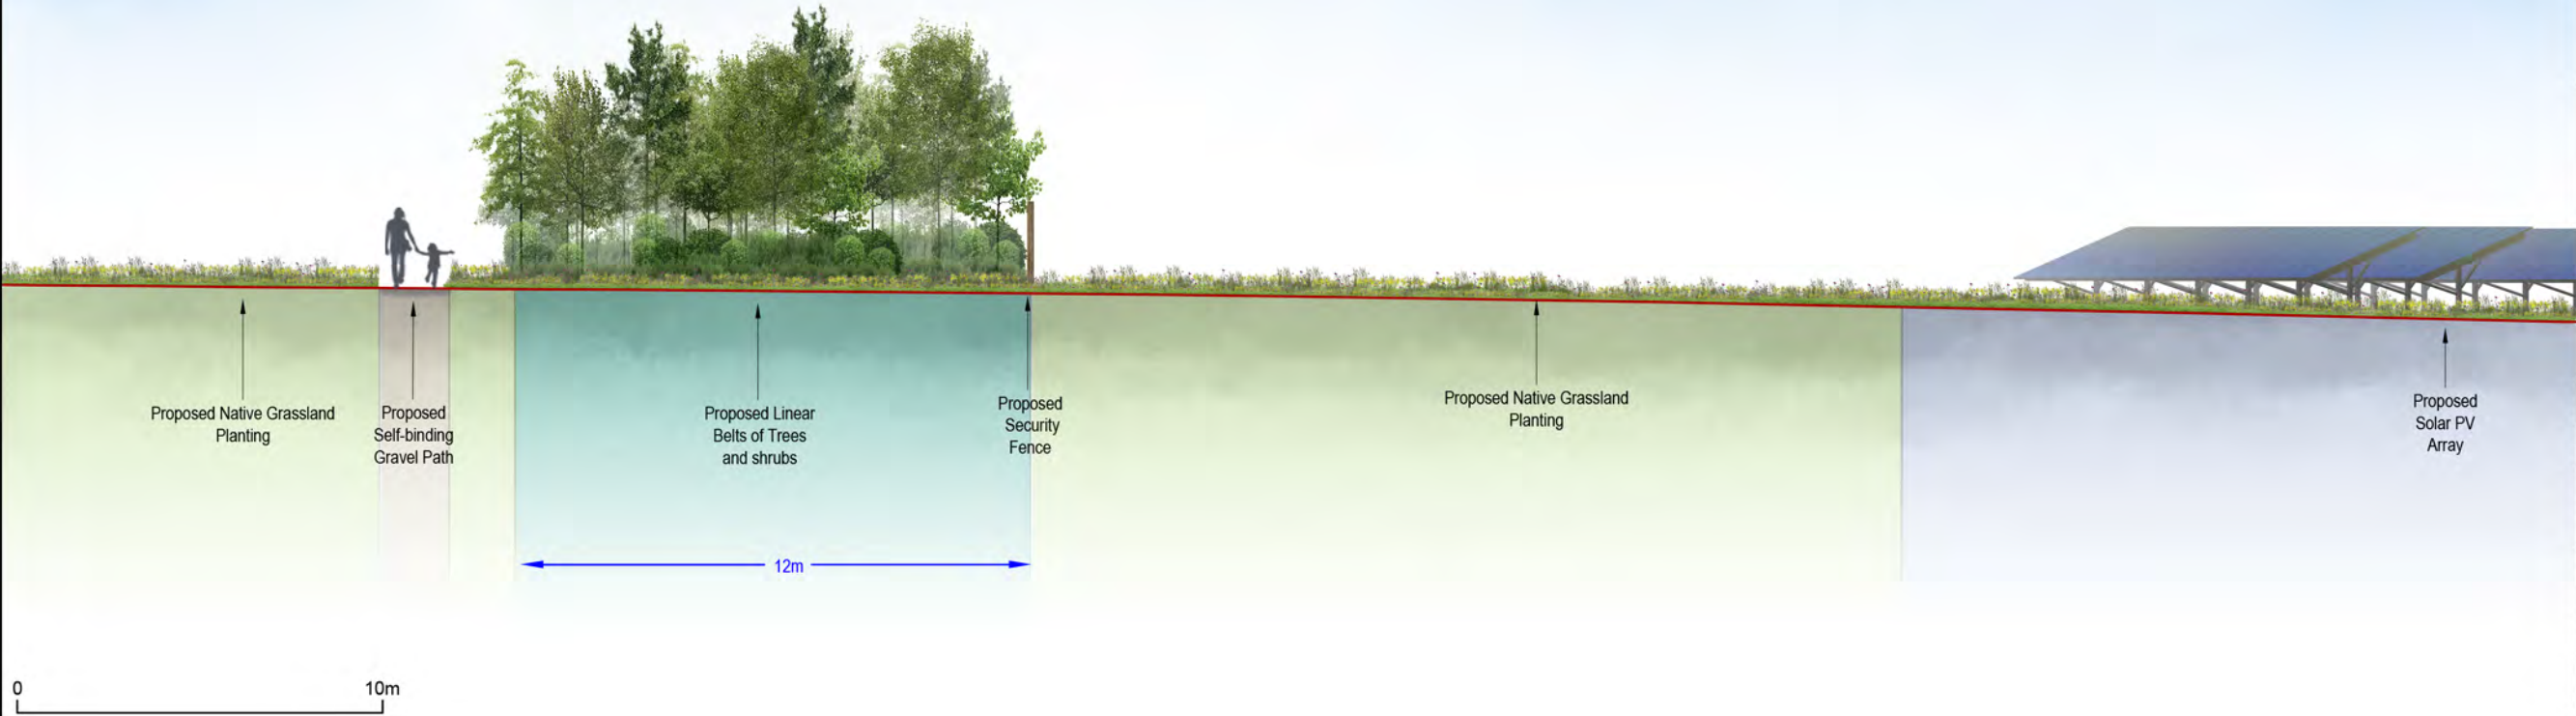 Proposed Native Grassland
Planting
Proposed
Self-binding
Gravel Path
Proposed Linear
Belts of Trees
and shrubs
Proposed
Security
Fence
Proposed Native Grassland
Planting
Proposed
Solar PV
Array
12m
0
10m